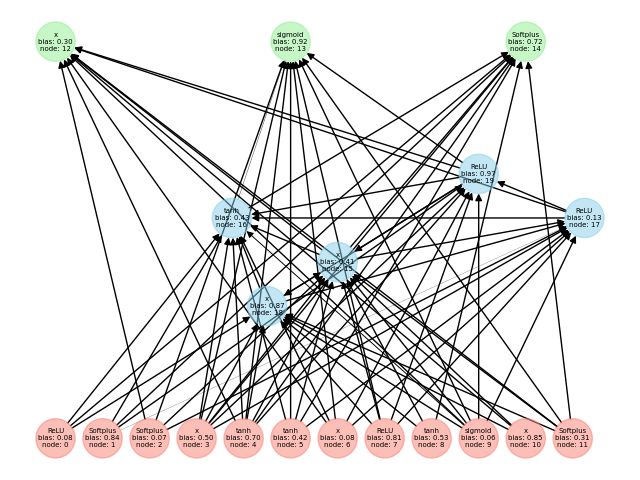 x
bias: 0.30
node: 12
sigmoid
bias: 0.92
node: 13
Softplus
bias: 0.72
node: 14
ReLU
bias: 0.97
node: 19
tanh
bias: 0.43
node: 16
ReLU
bias: 0.13
node: 17
x
bias: 0.41
node: 15
x
bias: 0.87
node: 18
ReLU
bias: 0.08
node: 0
Softplus
bias: 0.84
node: 1
Softplus
bias: 0.07
node: 2
x
bias: 0.50
node: 3
tanh
bias: 0.70
node: 4
tanh
bias: 0.42
node: 5
x
bias: 0.08
node: 6
ReLU
bias: 0.81
node: 7
tanh
bias: 0.53
node: 8
sigmoid
bias: 0.06
node: 9
x
bias: 0.85
node: 10
Softplus
bias: 0.31
node: 11